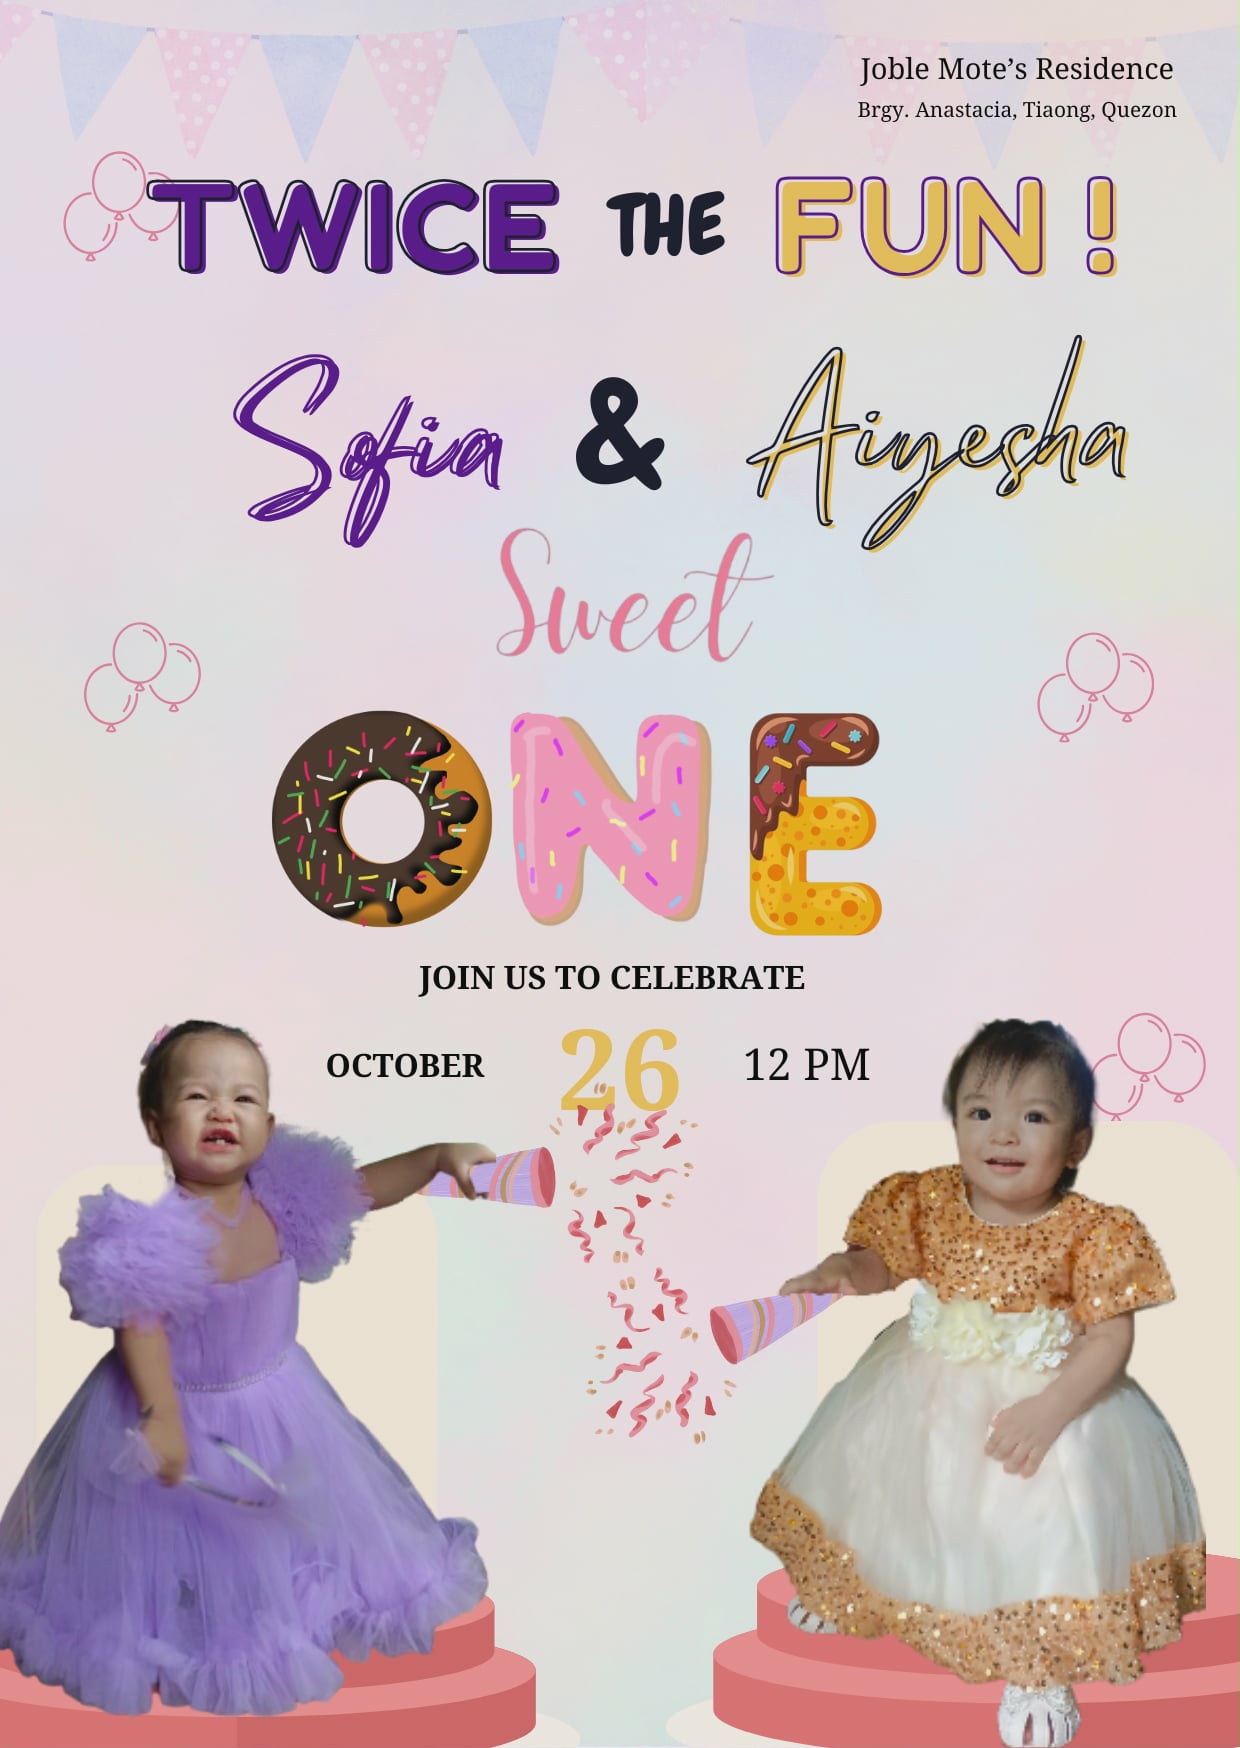 Joble Mote’s Residence
Brgy. Anastacia, Tiaong, Quezon
TWICE THE FUN !
Sofia & Aiyesha
Sweet
ONE
JOIN US TO CELEBRATE
OCTOBER 26 12 PM